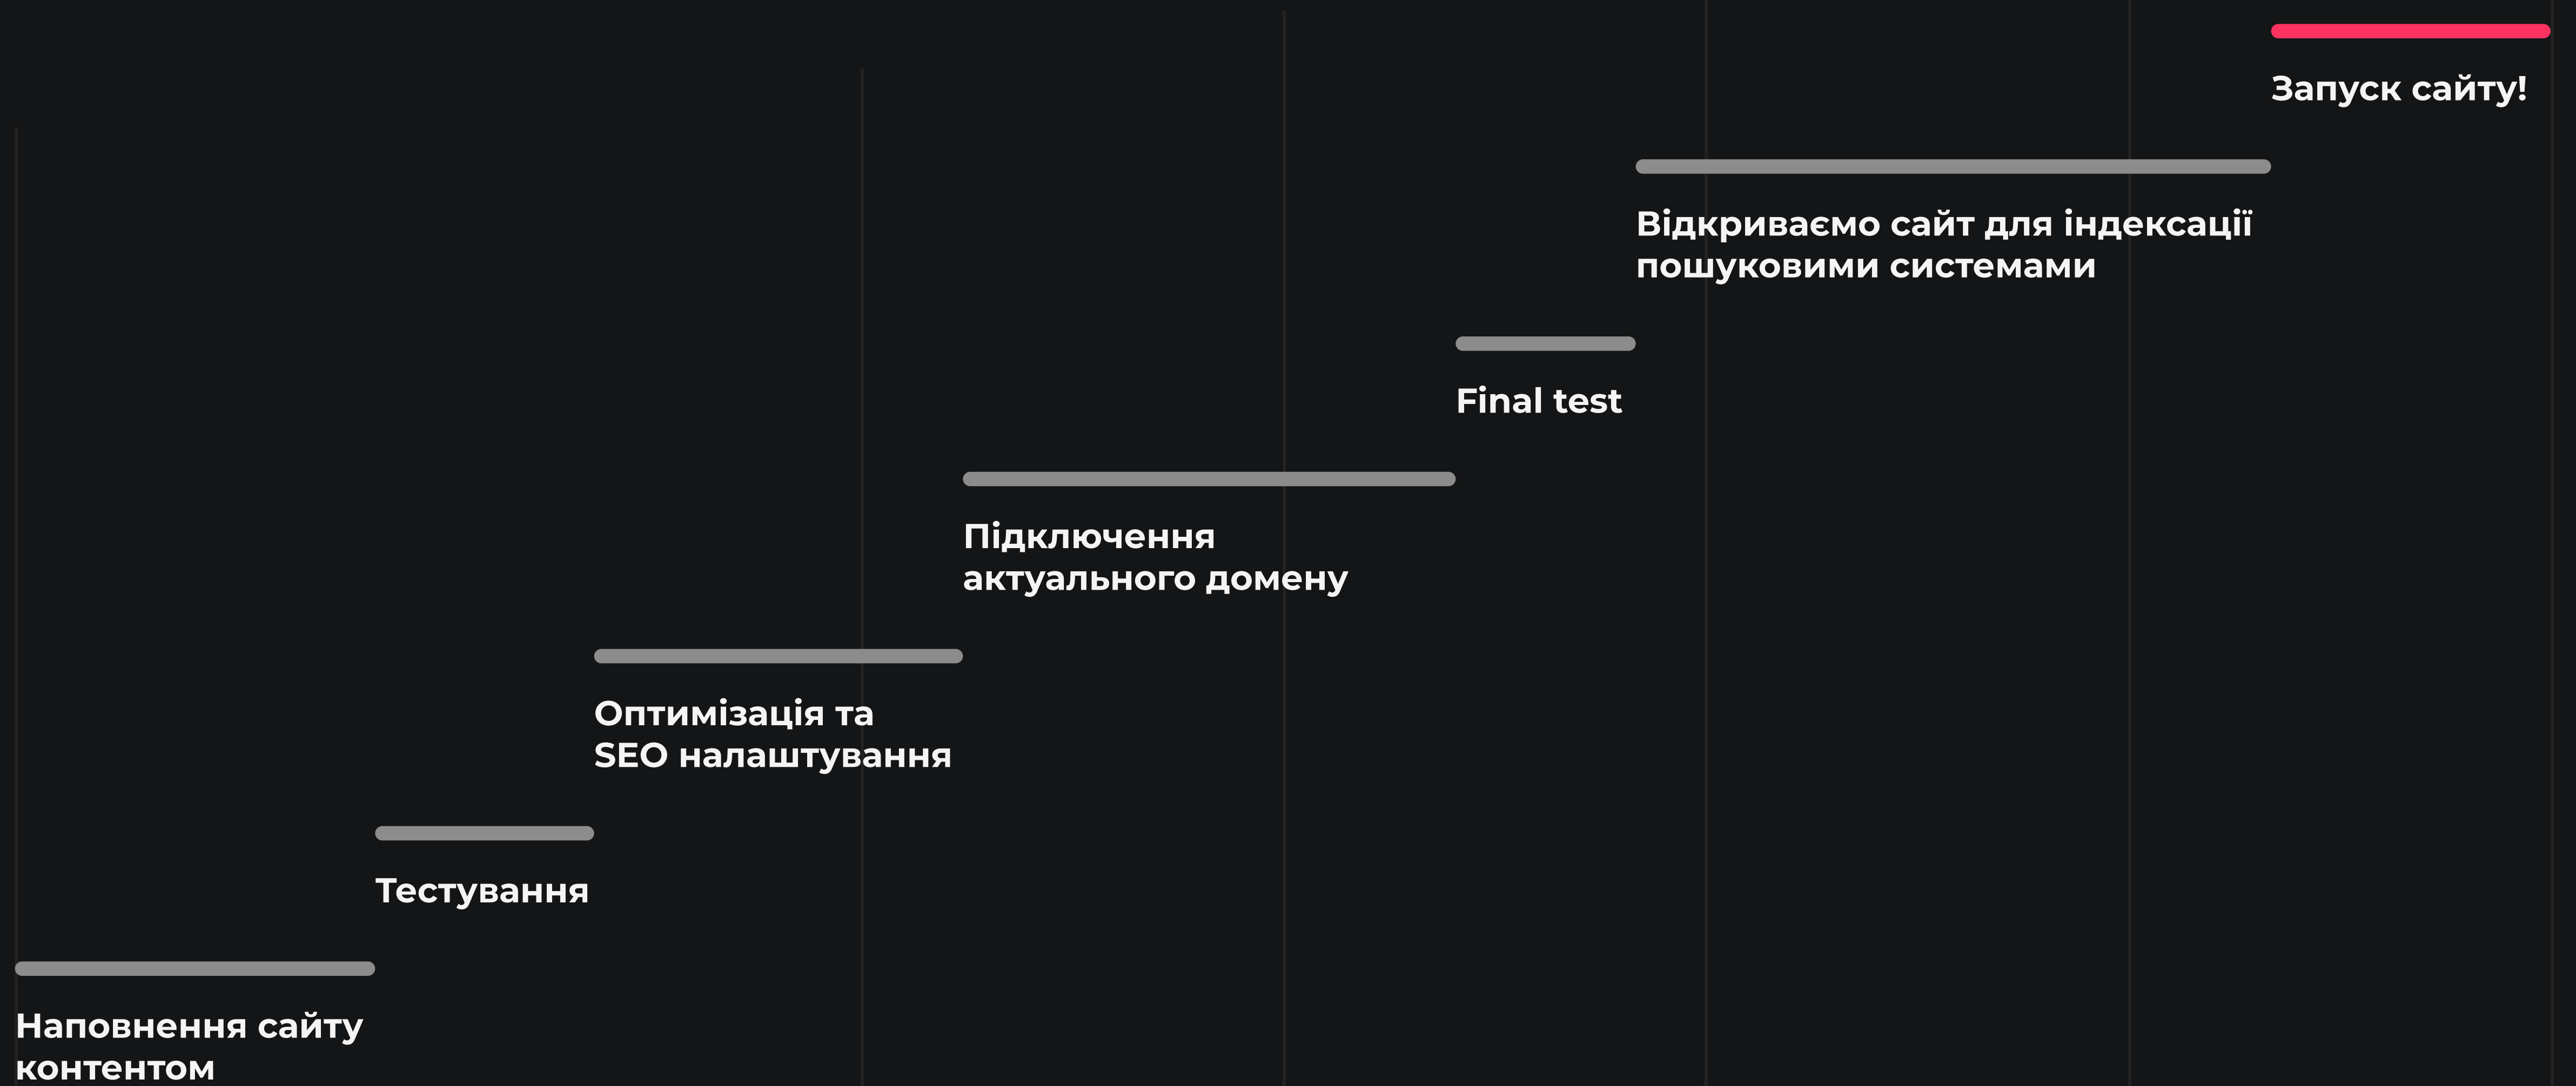 Запуск сайту!
Відкриваємо сайт для індексації
пошуковими системами
Final test
Підключення
актуального домену
Оптимізація та
SEO налаштування
Тестування
Наповнення сайту
контентом